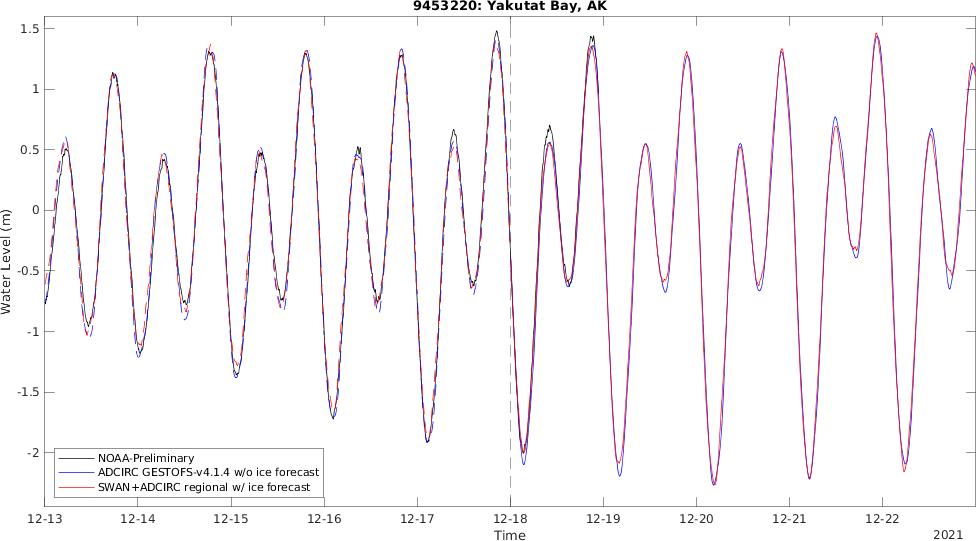 9453220: Yakutat Bay, AK
1.5
1
0.5
0
-0.5
-1
-1.5
-2
Water Level (m)
NOAA-Preliminary
ADCIRC GESTOFS-v4.1.4 w/o ice forecast
SWAN+ADCIRC regional w/ ice forecast
12-13 12-14 12-15 12-16 12-17 12-18 12-19 12-20 12-21 12-22
Time
2021